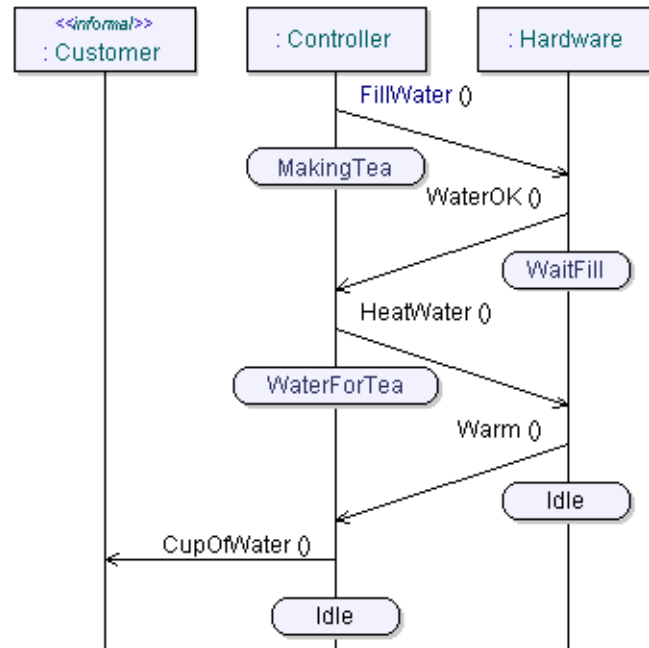 <<informal>>
: Customer
: Controller
: Hardware
FillWater ()
MakingTea
WaterOK ()
WaitFill
HeatWater ()
WaterForTea
Warm ()
Idle
CupOfWater ()
Idle